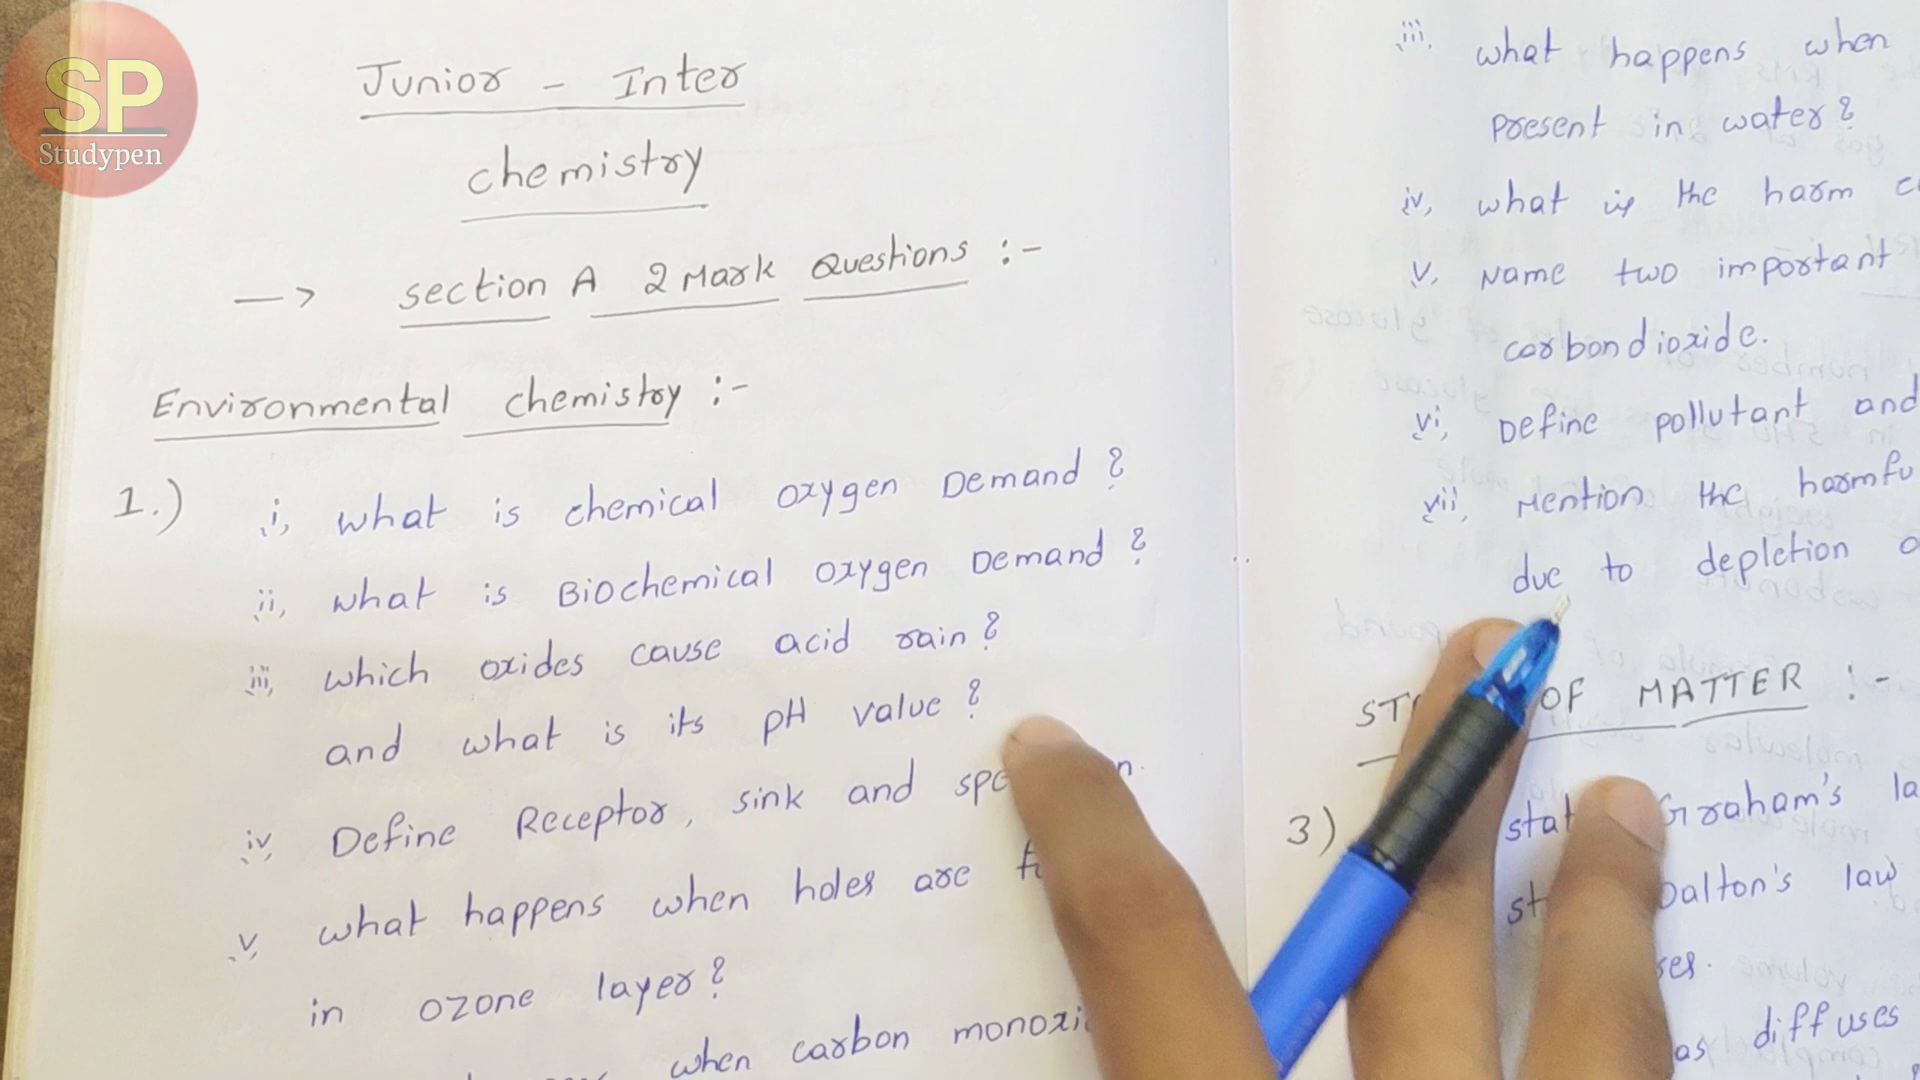 SP
Studypen
Junior - Inter
chemistry
—> section A 2 Mark Questions :-
Environmental chemistry :-
1.) i, what is chemical oxygen Demand?
ii, what is Biochemical oxygen Demand?
iii, which oxides cause acid rain?
and what is its pH value?
iv, Define Receptor, sink and
v, what happens when holes are
in ozone layer?
when carbon
iii. what happens when
present in water?
iv, what is the harm
v. Name two important
carbondioxide.
vi, Define pollutant and
vii, Mention the
due to depletion
OF MATTER :-
3) Graham's
Dalton's law
diffuses